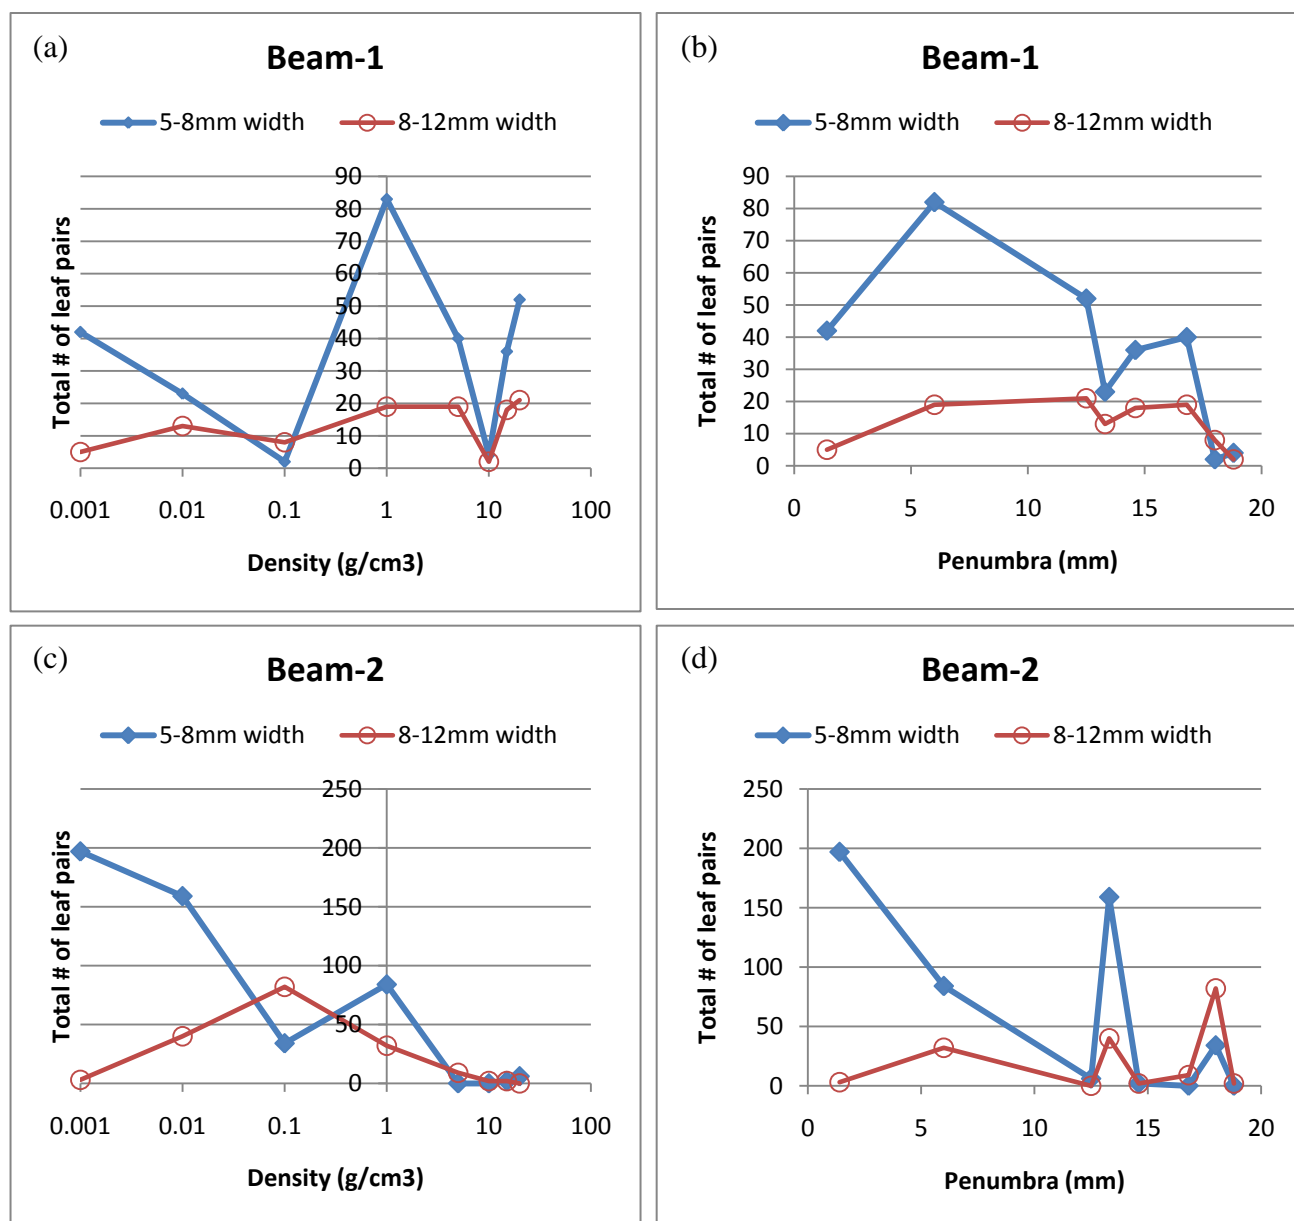 (a)
Beam-1
5-8mm width 8-12mm width
Total # of leaf pairs
90
80
70
60
50
40
30
20
10
0
0.001 0.01 0.1 1 10 100
Density (g/cm3)
(b)
Beam-1
5-8mm width 8-12mm width
Total # of leaf pairs
90
80
70
60
50
40
30
20
10
0
0 5 10 15 20
Penumbra (mm)
(c)
Beam-2
5-8mm width 8-12mm width
Total # of leaf pairs
250
200
150
100
50
0
0.001 0.01 0.1 1 10 100
Density (g/cm3)
(d)
Beam-2
5-8mm width 8-12mm width
Total # of leaf pairs
250
200
150
100
50
0
0 5 10 15 20
Penumbra (mm)